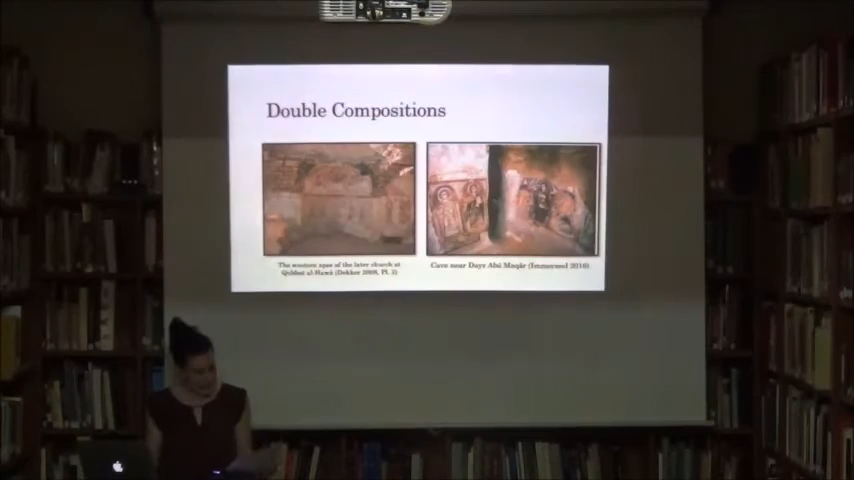 Double Compositions
The western apse of the later church at
Qubbat al-Hawā (Dekker 2008, Pl. 2)
Cave near Dayr Abū Maqār (Immerzeel 2016)